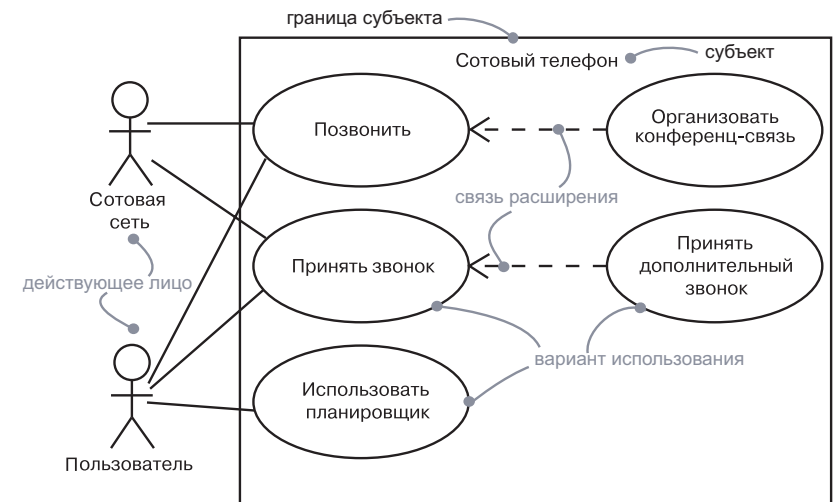 граница субъекта
Сотовый телефон
субъект
Позвонить
Организовать
конференц-связь
Сотовая
сеть
связь расширения
действующее лицо
Принять звонок
Принять
дополнительный
звонок
вариант использования
Использовать
планировщик
Пользователь